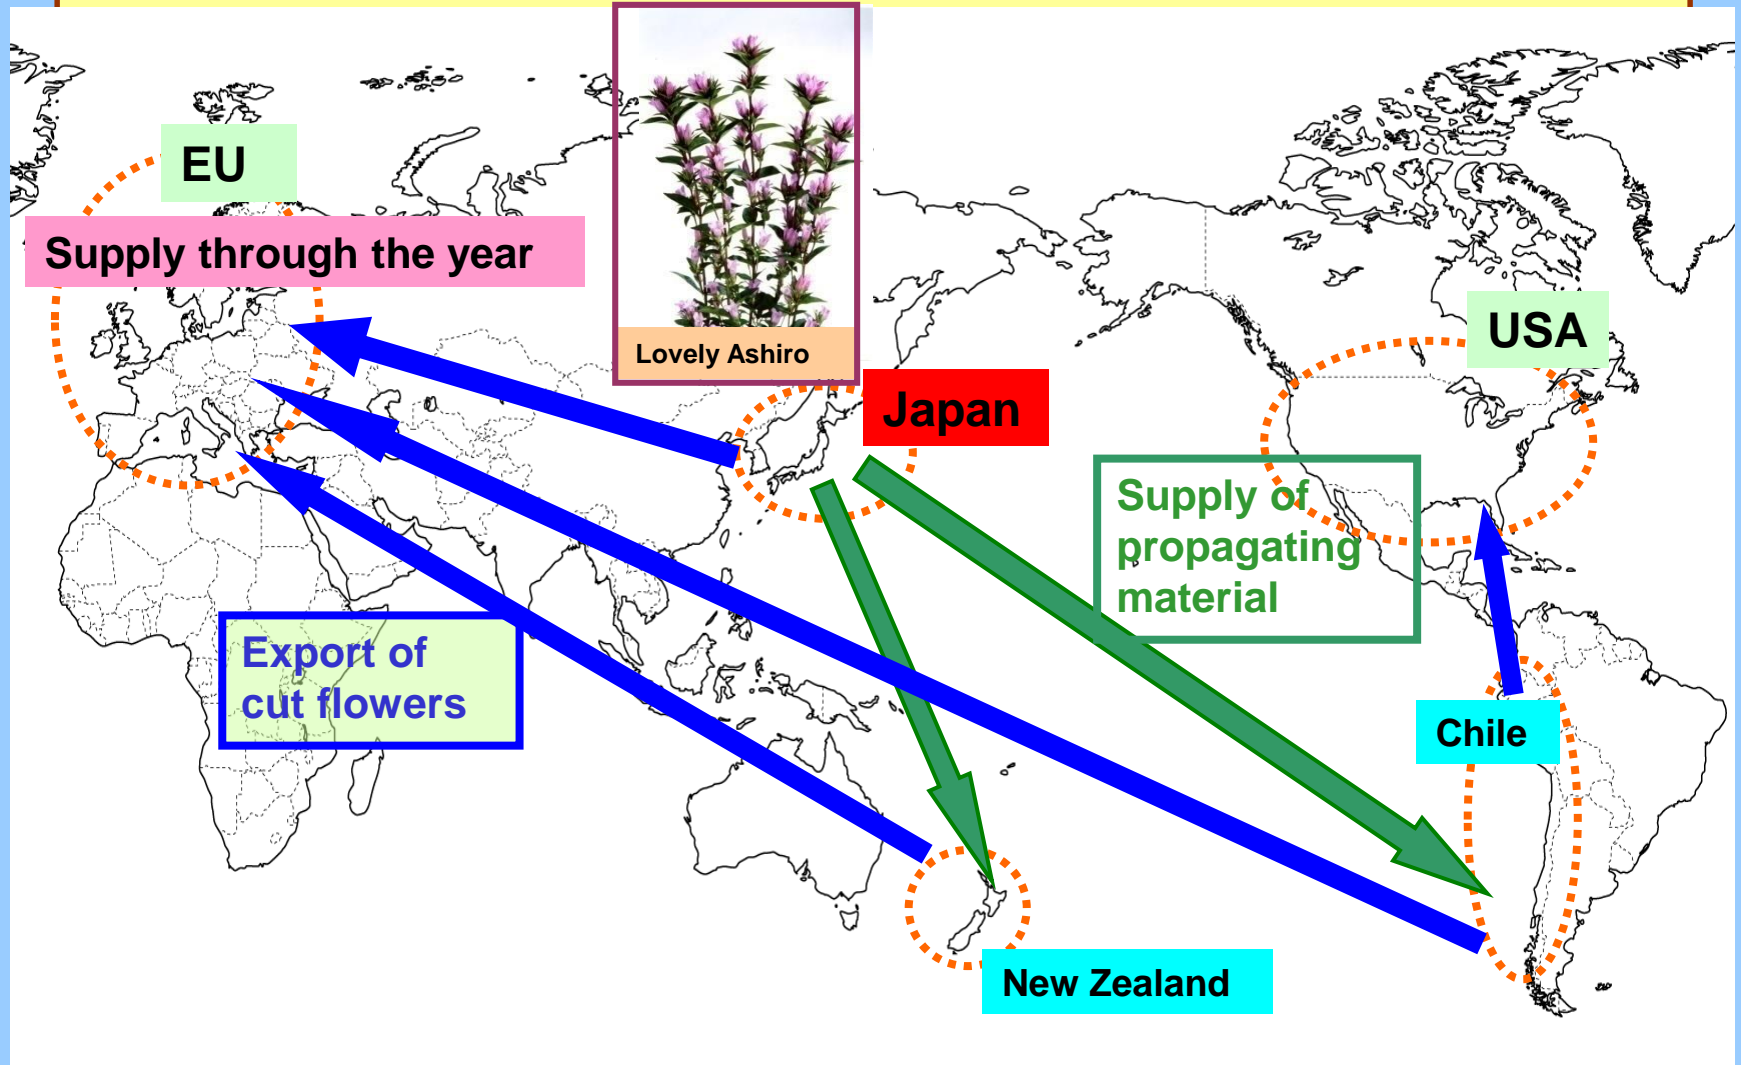 EU
Supply through the year
Lovely Ashiro
Japan
USA
Supply of
propagating
material
Export of
cut flowers
Chile
New Zealand